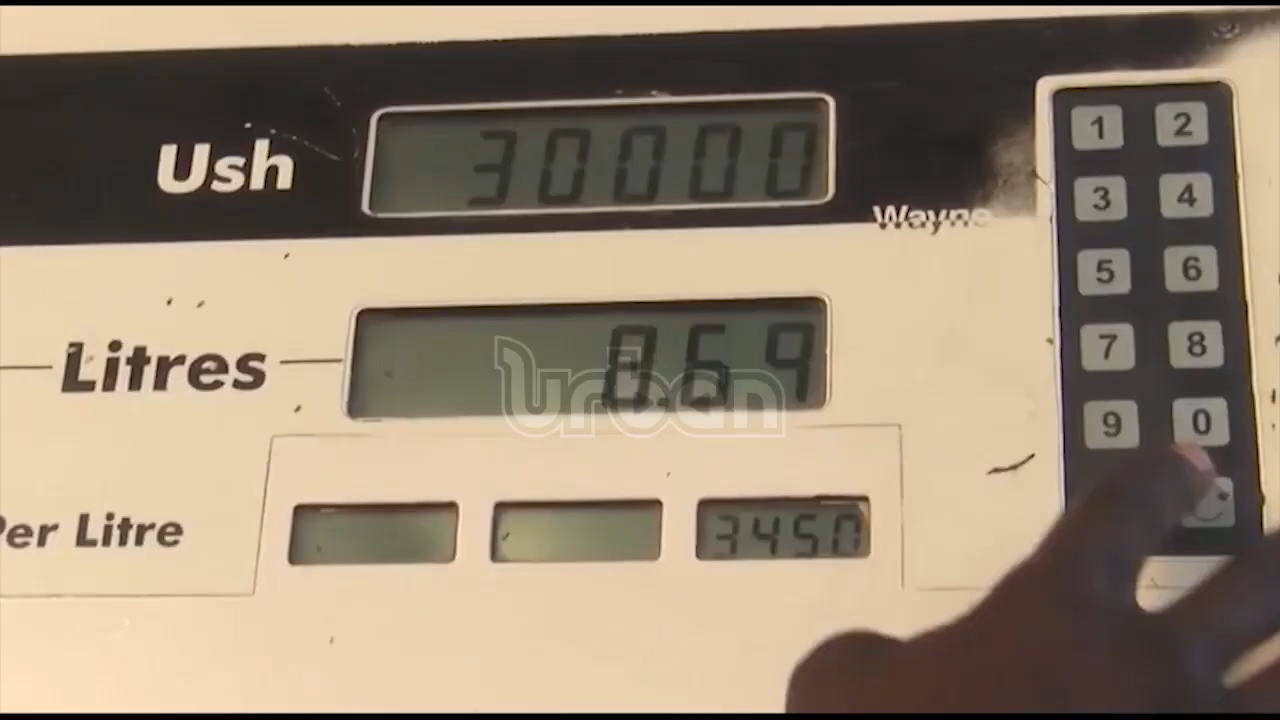 Ush 30000
Wayne
Litres 8.69
urban
Per Litre 3450
1 2
3 4
5 6
7 8
9 0